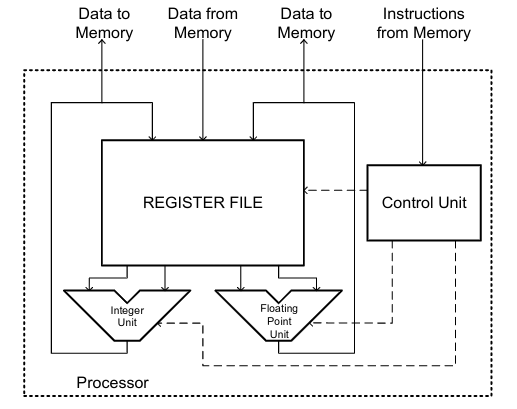 Data to
Memory
Data from
Memory
Data to
Memory
Instructions
from Memory
REGISTER FILE
Control Unit
Integer
Unit
Floating
Point
Unit
Processor